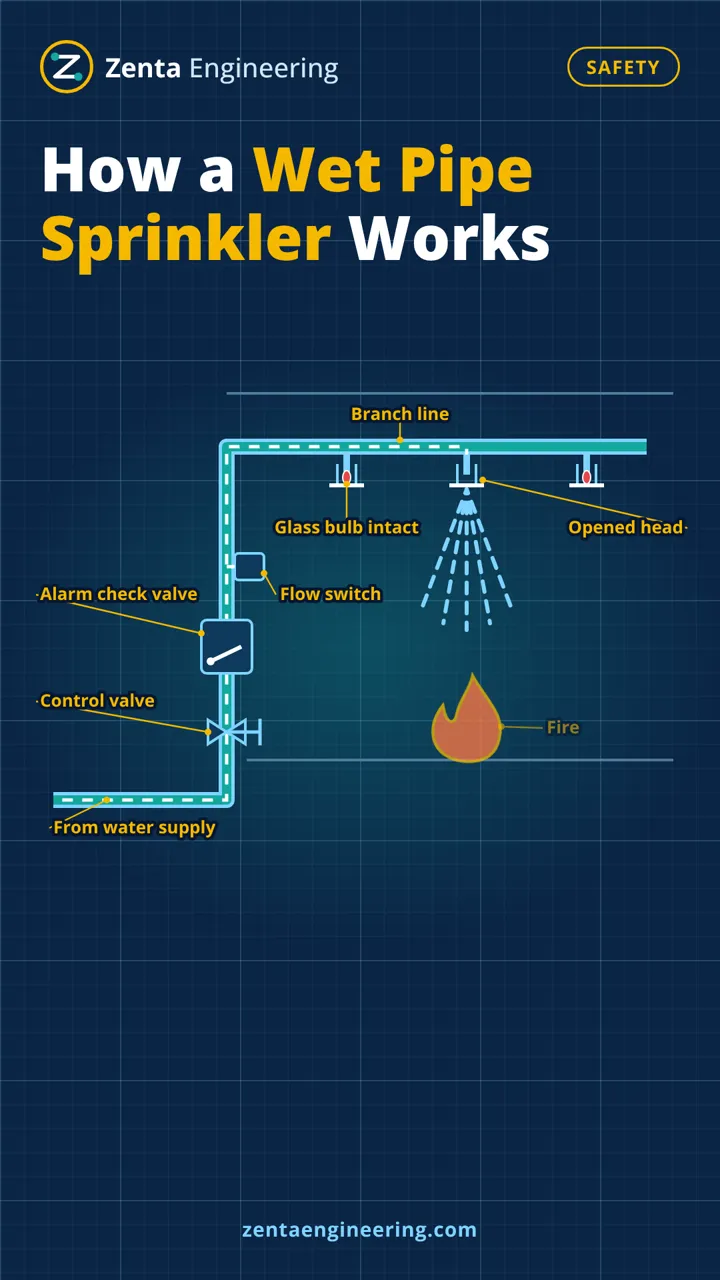 Zenta Engineering
SAFETY
How a Wet Pipe
Sprinkler Works
Branch line
Glass bulb intact
Opened head
Alarm check valve
Flow switch
Control valve
Fire
From water supply
zentaengineering.com